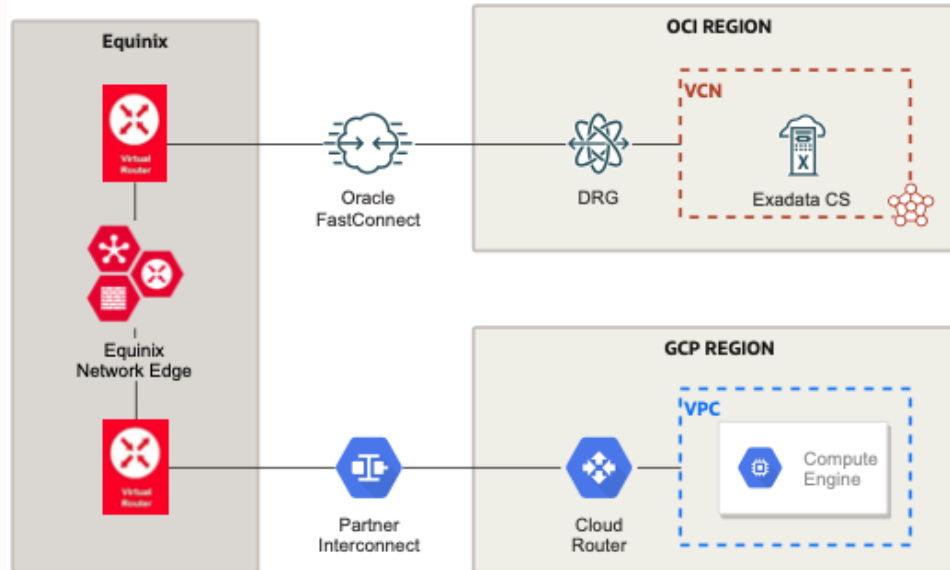 Equinix
Virtual
Router
Equinix
Network Edge
Virtual
Router
Oracle
FastConnect
OCI REGION
DRG
VCN
X
Exadata CS
Partner
Interconnect
GCP REGION
Cloud
Router
VPC
Compute
Engine